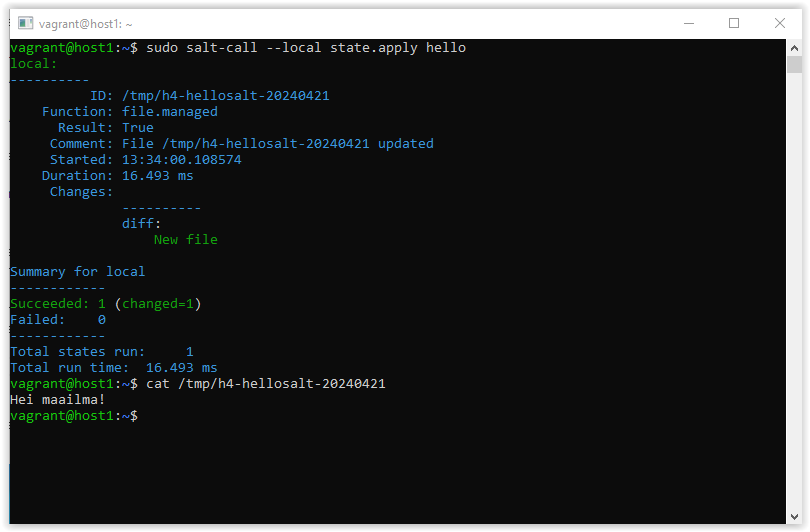 vagrant@host1: ~
vagrant@host1:~$ sudo salt-call --local state.apply hello
local:
----------
          ID: /tmp/h4-hellosalt-20240421
    Function: file.managed
      Result: True
     Comment: File /tmp/h4-hellosalt-20240421 updated
     Started: 13:34:00.108574
    Duration: 16.493 ms
     Changes:
              ----------
              diff:
                  New file
Summary for local
------------
Succeeded: 1 (changed=1)
Failed:    0
------------
Total states run:     1
Total run time:  16.493 ms
vagrant@host1:~$ cat /tmp/h4-hellosalt-20240421
Hei maailma!
vagrant@host1:~$